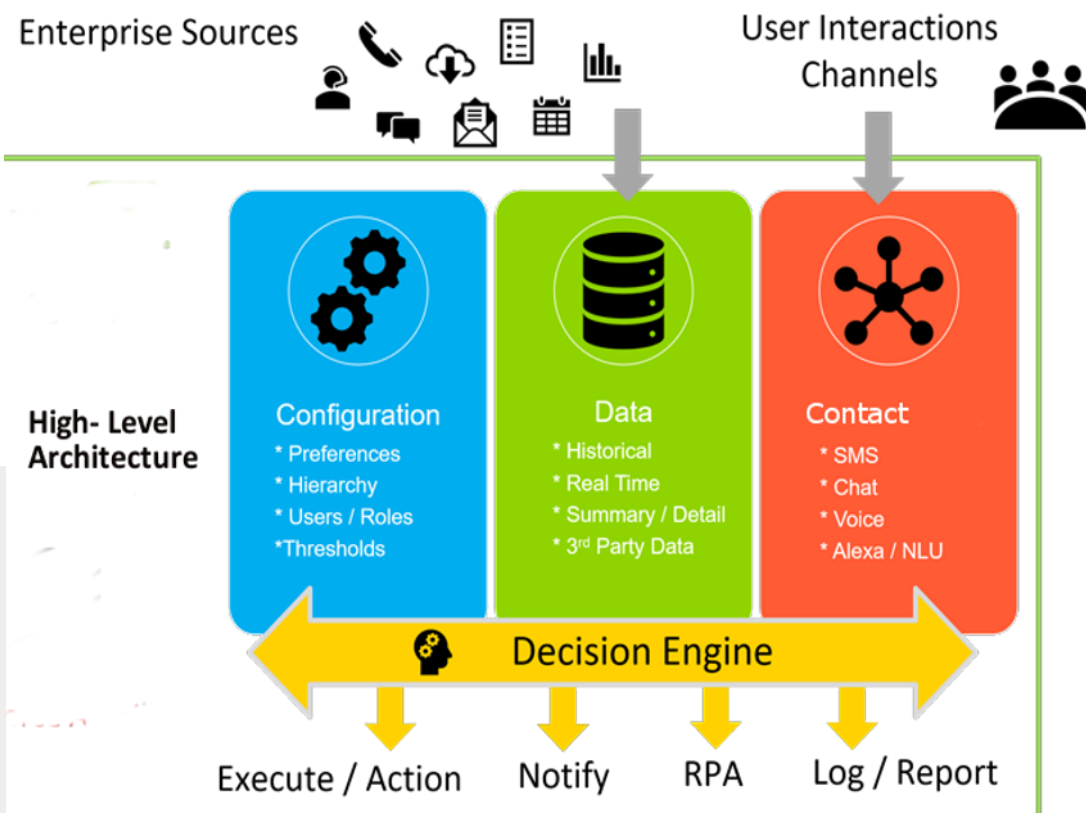 Enterprise Sources
User Interactions
Channels
High- Level
Architecture
Configuration
* Preferences
* Hierarchy
* Users / Roles
*Thresholds
Data
* Historical
* Real Time
* Summary / Detail
* 3rd Party Data
Contact
* SMS
* Chat
* Voice
* Alexa / NLU
Decision Engine
Execute / Action
Notify
RPA
Log / Report